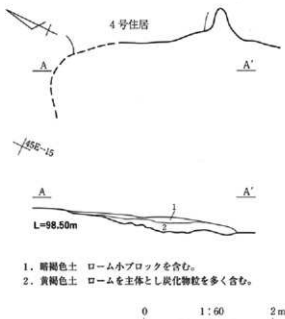 4号住居
A A'
45E-15
A A'
1
2
L=98.50m
1. 暗褐色土 ローム小ブロックを含む。
2. 黄褐色土 ロームを主体とし炭化物粒を多く含む。
0 1:60 2m